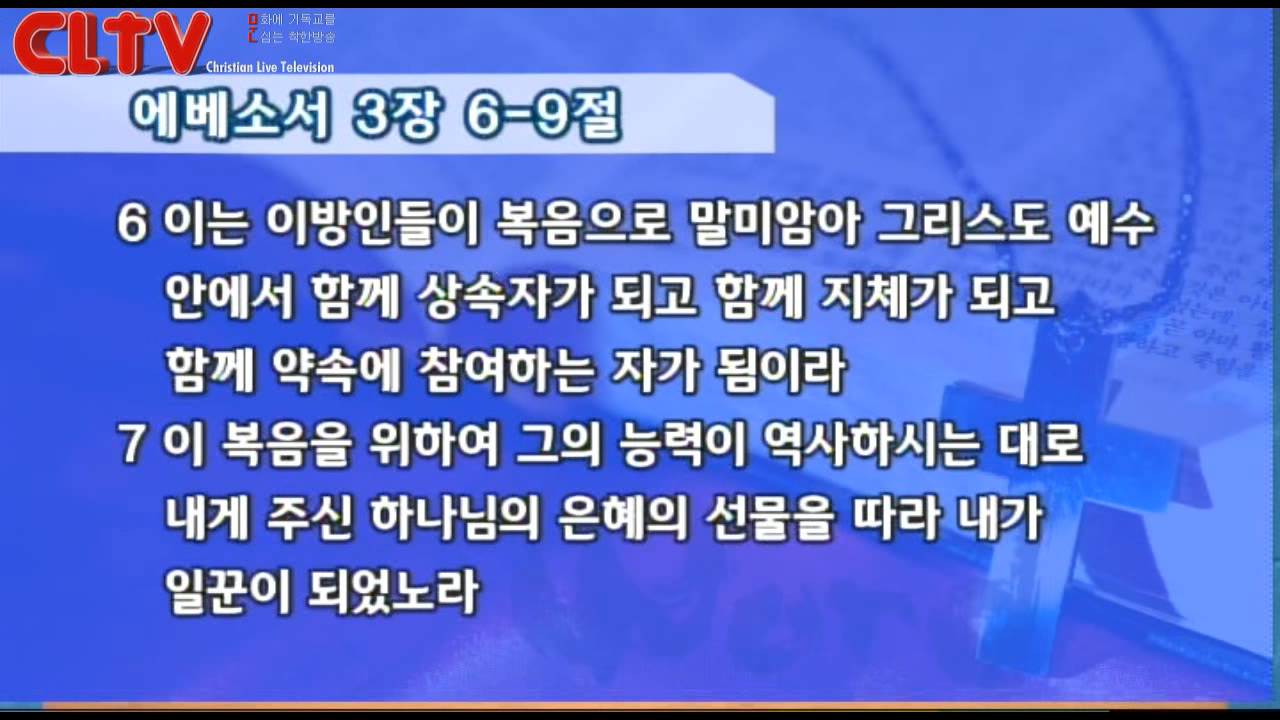 CLTV
문화에 기독교를
심는 착한방송
Christian Live Television
에베소서 3장 6-9절
6 이는 이방인들이 복음으로 말미암아 그리스도 예수
안에서 함께 상속자가 되고 함께 지체가 되고
함께 약속에 참여하는 자가 됨이라
7 이 복음을 위하여 그의 능력이 역사하시는 대로
내게 주신 하나님의 은혜의 선물을 따라 내가
일꾼이 되었노라